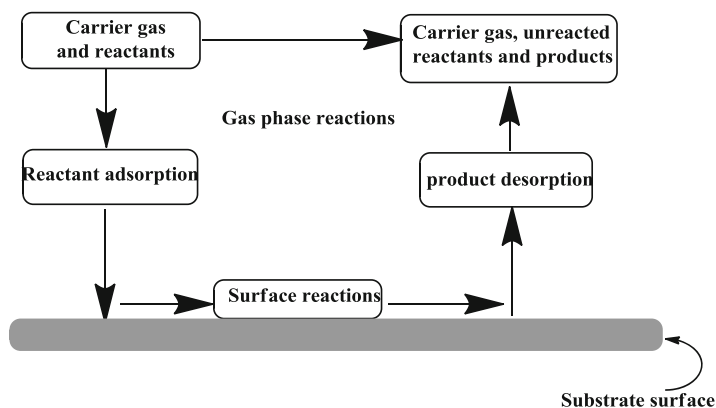 Carrier gas
and reactants
Carrier gas, unreacted
reactants and products
Gas phase reactions
Reactant adsorption
product desorption
Surface reactions
Substrate surface